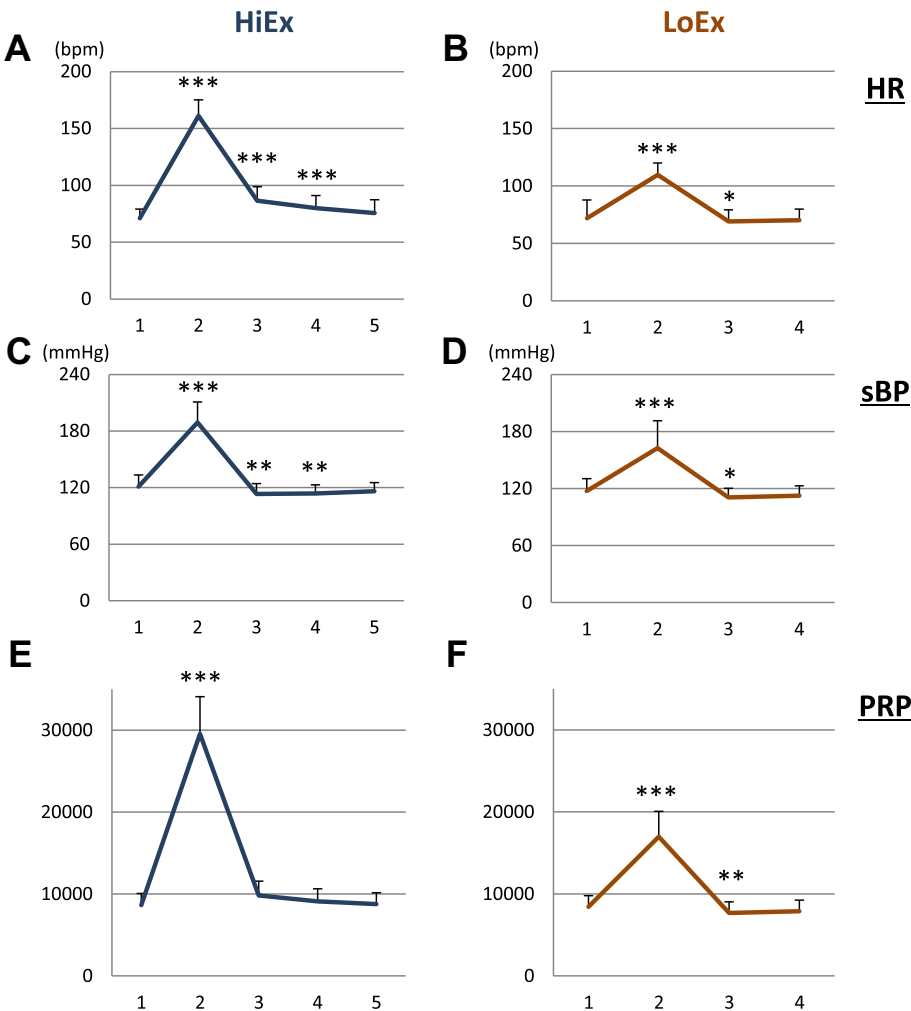 HiEx LoEx
A (bpm) B (bpm) HR
200 200
***
150 *** 150 ***
*** *
100 100
50 50
0 0
1 2 3 4 5 1 2 3 4
C (mmHg) D (mmHg) sBP
240 240
*** ***
180 180
** ** *
120 120
60 60
0 0
1 2 3 4 5 1 2 3 4
E F PRP
***
30000 30000
***
20000 20000
**
10000 10000
0 0
1 2 3 4 5 1 2 3 4